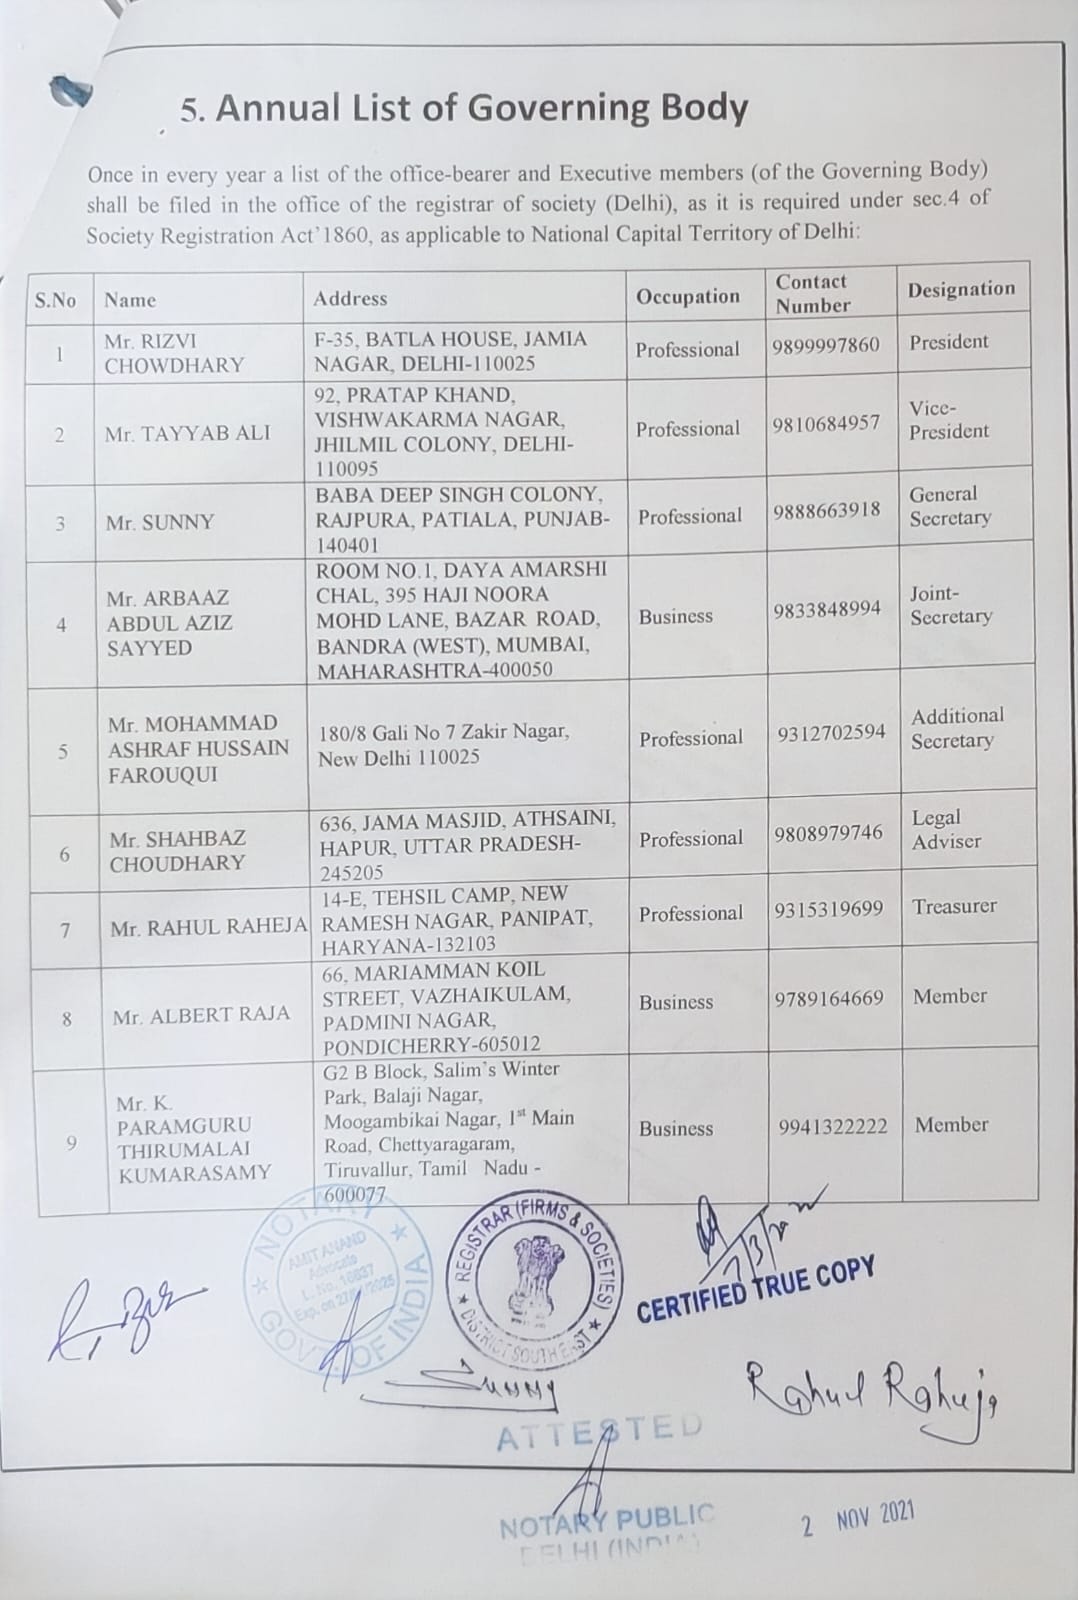 5. Annual List of Governing Body
Once in every year a list of the office-bearer and Executive members (of the Governing Body)
shall be filed in the office of the registrar of society (Delhi), as it is required under sec.4 of
Society Registration Act'1860, as applicable to National Capital Territory of Delhi:
S.No Name Address Occupation Contact Number Designation
1 Mr. RIZVI CHOWDHARY F-35, BATLA HOUSE, JAMIA NAGAR, DELHI-110025 Professional 9899997860 President
2 Mr. TAYYAB ALI 92, PRATAP KHAND, VISHWAKARMA NAGAR, JHILMIL COLONY, DELHI-110095 Professional 9810684957 Vice-President
3 Mr. SUNNY BABA DEEP SINGH COLONY, RAJPURA, PATIALA, PUNJAB-140401 Professional 9888663918 General Secretary
4 Mr. ARBAAZ ABDUL AZIZ SAYYED ROOM NO.1, DAYA AMARSHI CHAL, 395 HAJI NOORA MOHD LANE, BAZAR ROAD, BANDRA (WEST), MUMBAI, MAHARASHTRA-400050 Business 9833848994 Joint-Secretary
5 Mr. MOHAMMAD ASHRAF HUSSAIN FAROUQUI 180/8 Gali No 7 Zakir Nagar, New Delhi 110025 Professional 9312702594 Additional Secretary
6 Mr. SHAHBAZ CHOUDHARY 636, JAMA MASJID, ATHSAINI, HAPUR, UTTAR PRADESH-245205 Professional 9808979746 Legal Adviser
7 Mr. RAHUL RAHEJA 14-E, TEHSIL CAMP, NEW RAMESH NAGAR, PANIPAT, HARYANA-132103 Professional 9315319699 Treasurer
8 Mr. ALBERT RAJA 66, MARIAMMAN KOIL STREET, VAZHAIKULAM, PADMINI NAGAR, PONDICHERRY-605012 Business 9789164669 Member
9 Mr. K. PARAMGURU THIRUMALAI KUMARASAMY G2 B Block, Salim's Winter Park, Balaji Nagar, Moogambikai Nagar, 1st Main Road, Chettyaragaram, Tiruvallur, Tamil Nadu - 600077 Business 9941322222 Member
NOTARY
AMIT ANAND
Advocate
GOVT. OF INDIA
REGISTRAR (FIRMS & SOCIETIES)
DISTRICT SOUTH EAST
CERTIFIED TRUE COPY
Sunny
Rahul Raheja
ATTESTED
NOTARY PUBLIC
DELHI (INDIA)
2 NOV 2021